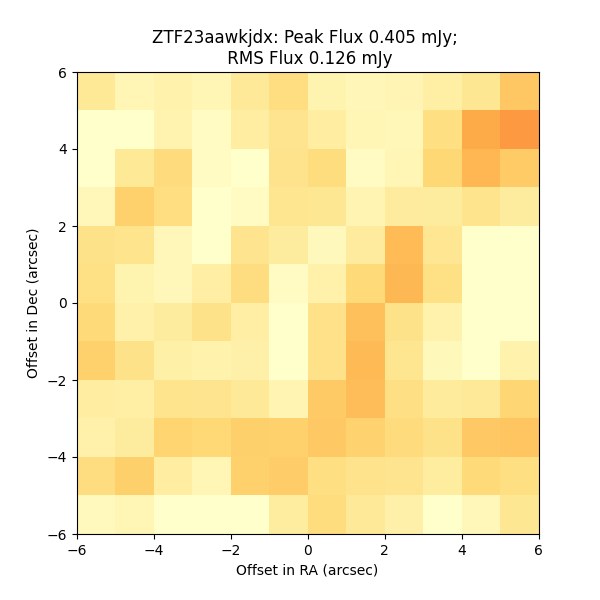 ZTF23aawkjdx: Peak Flux 0.405 mJy;
RMS Flux 0.126 mJy
6
4
2
0
−2
−4
−6
Offset in Dec (arcsec)
−6 −4 −2 0 2 4 6
Offset in RA (arcsec)